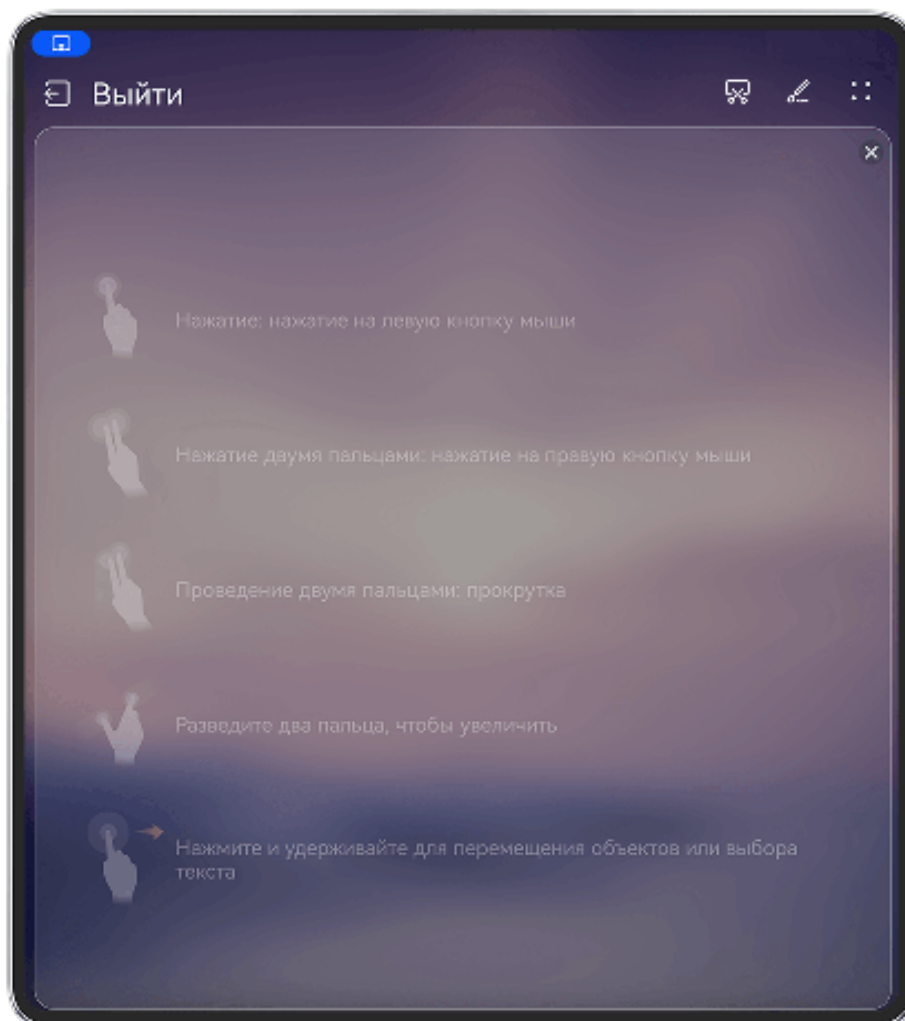 Выйти
Нажатие: нажатие на левую кнопку мыши
Нажатие двумя пальцами: нажатие на правую кнопку мыши
Проведение двумя пальцами: прокрутка
Разведите два пальца, чтобы увеличить
Нажмите и удерживайте для перемещения объектов или выбора
текста